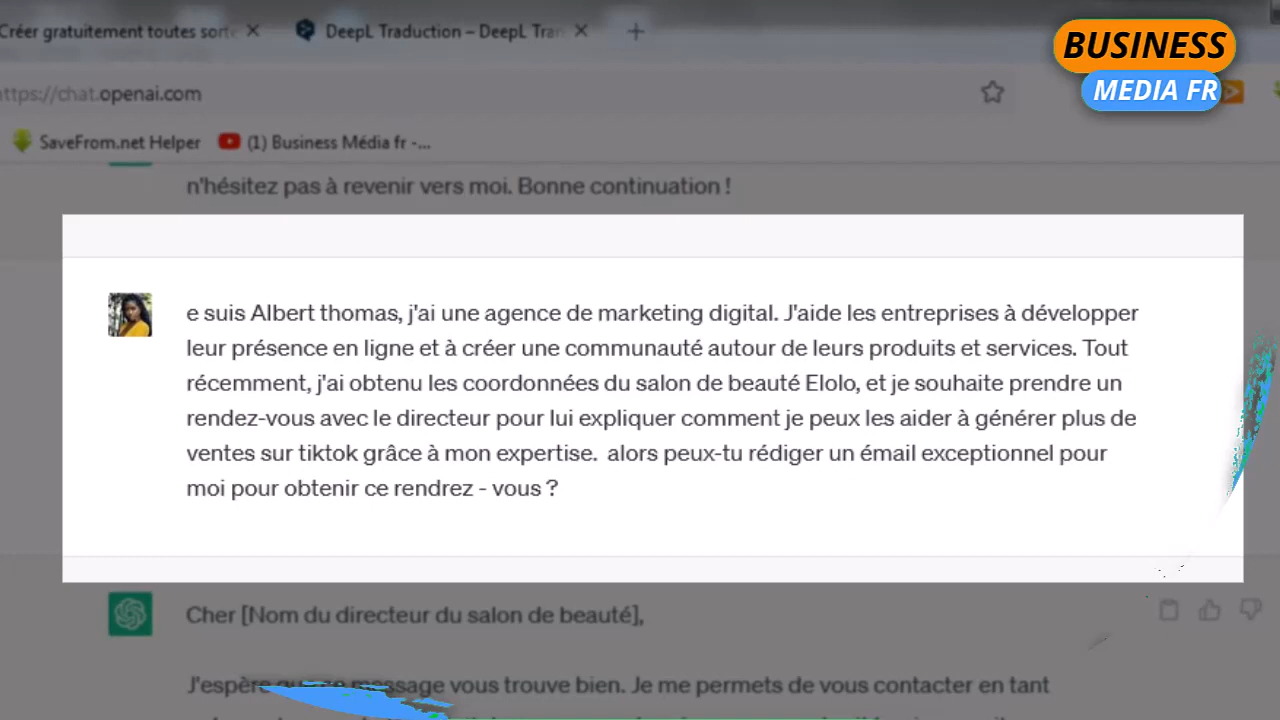 Créer gratuitement toutes sorte
DeepL Traduction – DeepL Tran
BUSINESS
MEDIA FR
ttps://chat.openai.com
SaveFrom.net Helper
(1) Business Média fr -...
n'hésitez pas à revenir vers moi. Bonne continuation !
e suis Albert thomas, j'ai une agence de marketing digital. J'aide les entreprises à développer
leur présence en ligne et à créer une communauté autour de leurs produits et services. Tout
récemment, j'ai obtenu les coordonnées du salon de beauté Elolo, et je souhaite prendre un
rendez-vous avec le directeur pour lui expliquer comment je peux les aider à générer plus de
ventes sur tiktok grâce à mon expertise. alors peux-tu rédiger un émail exceptionnel pour
moi pour obtenir ce rendrez - vous ?
Cher [Nom du directeur du salon de beauté],
J'espère que message vous trouve bien. Je me permets de vous contacter en tant